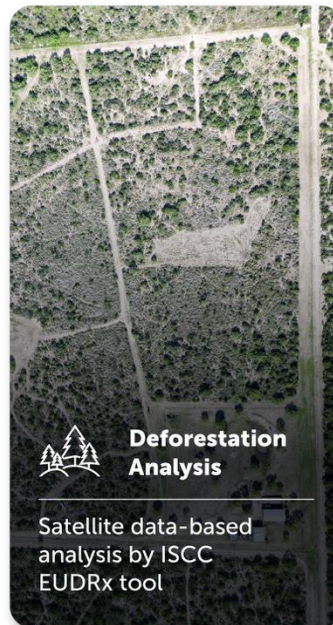 Deforestation
Analysis
Satellite data-based
analysis by ISCC
EUDRx tool